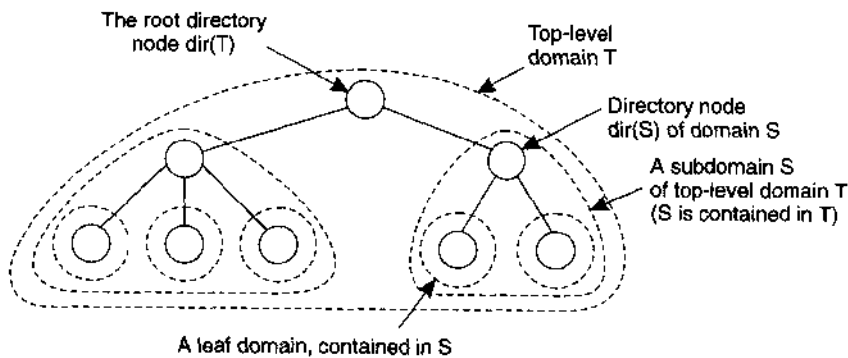 The root directory
node dir(T)
Top-level
domain T
Directory node
dir(S) of domain S
A subdomain S
of top-level domain T
(S is contained in T)
A leaf domain, contained in S